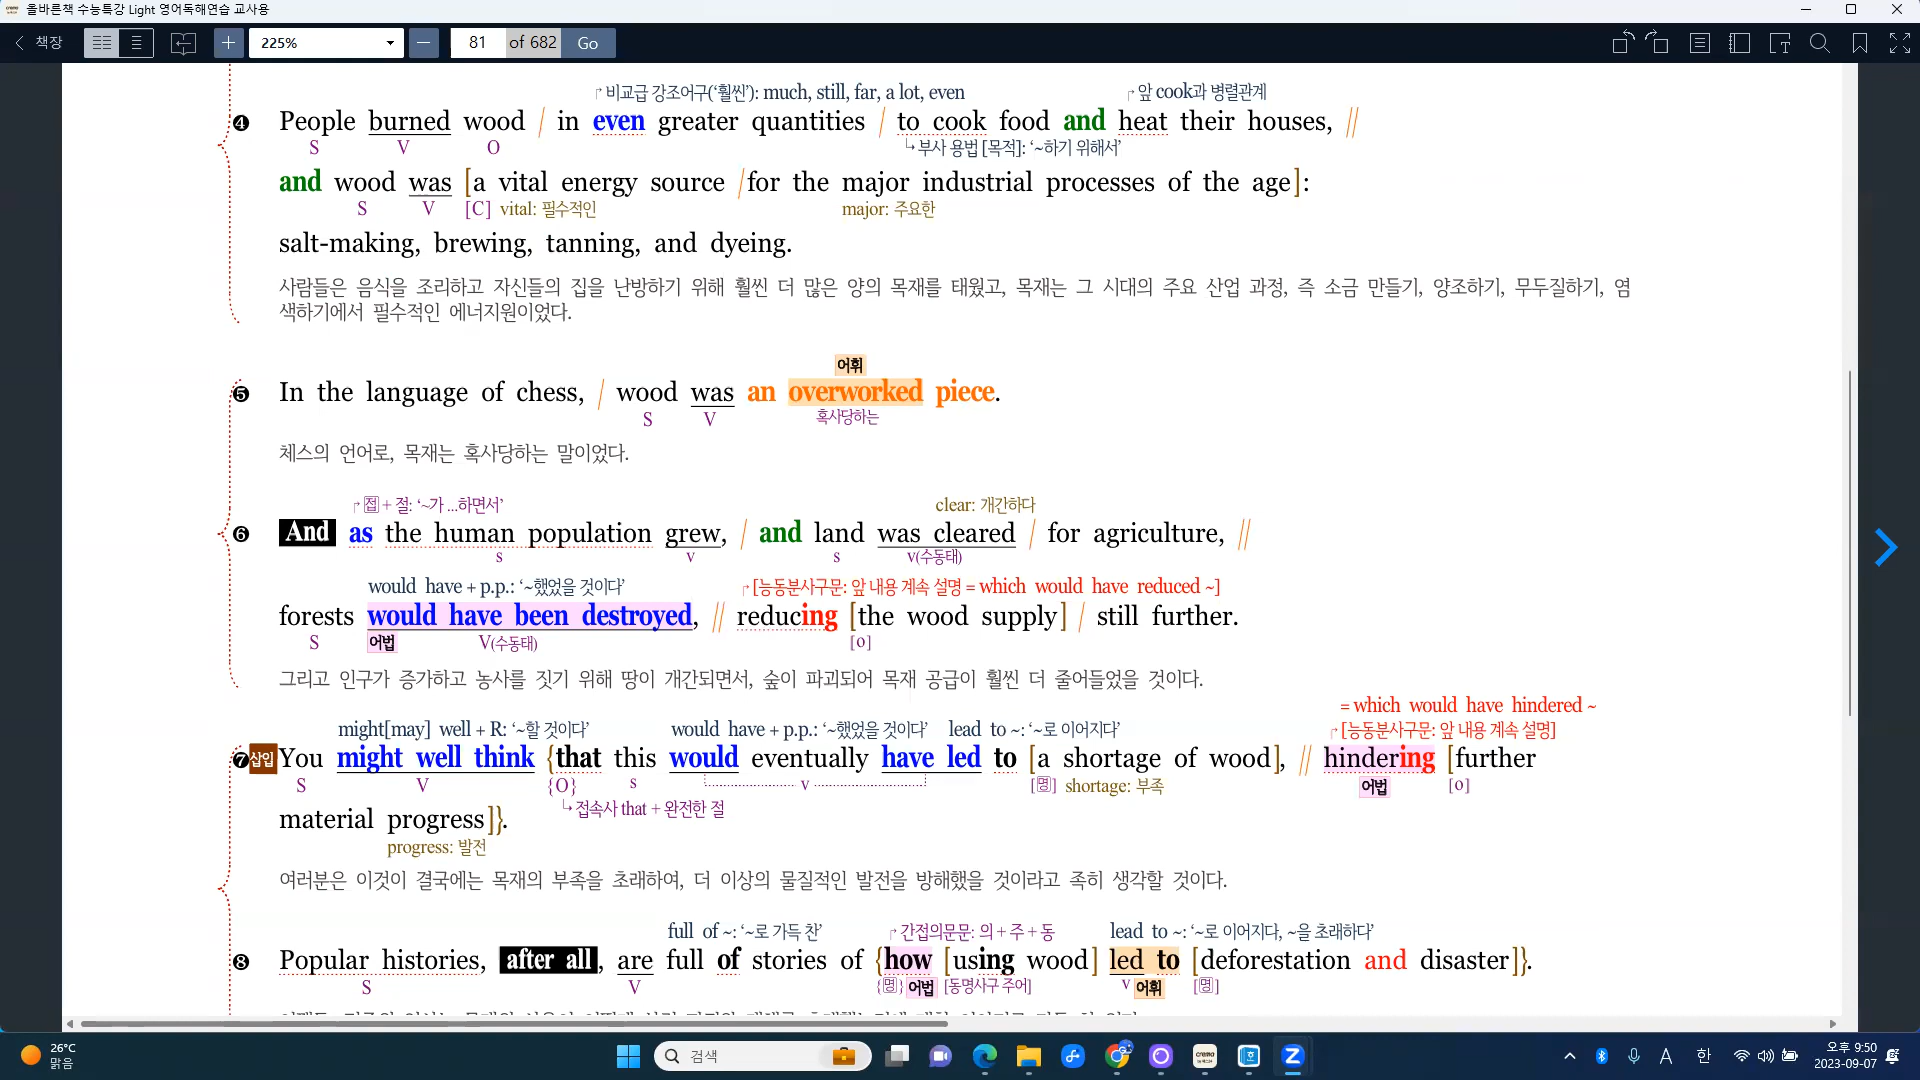 올바른책 수능특강 Light 영어독해연습 교사용
책장 225% 81 of 682 Go
┌ 비교급 강조어구(‘훨씬’): much, still, far, a lot, even ┌ 앞 cook과 병렬관계
❹ People burned wood / in even greater quantities / to cook food and heat their houses, //
S V O └ 부사 용법 [목적]: ‘~하기 위해서’
and wood was [a vital energy source / for the major industrial processes of the age]:
S V [C] vital: 필수적인 major: 주요한
salt-making, brewing, tanning, and dyeing.
사람들은 음식을 조리하고 자신들의 집을 난방하기 위해 훨씬 더 많은 양의 목재를 태웠고, 목재는 그 시대의 주요 산업 과정, 즉 소금 만들기, 양조하기, 무두질하기, 염
색하기에서 필수적인 에너지원이었다.
어휘
❺ In the language of chess, / wood was an overworked piece.
S V 혹사당하는
체스의 언어로, 목재는 혹사당하는 말이었다.
┌ 접 + 절: ‘~가 ...하면서’ clear: 개간하다
❻ And as the human population grew, / and land was cleared / for agriculture, //
s v s v(수동태)
would have + p.p.: ‘~했었을 것이다’ ┌ [능동분사구문: 앞 내용 계속 설명 = which would have reduced ~]
forests would have been destroyed, // reducing [the wood supply] / still further.
S 어법 V(수동태) [o]
그리고 인구가 증가하고 농사를 짓기 위해 땅이 개간되면서, 숲이 파괴되어 목재 공급이 훨씬 더 줄어들었을 것이다.
= which would have hindered ~
might[may] well + R: ‘~할 것이다’ would have + p.p.: ‘~했었을 것이다’ lead to ~: ‘~로 이어지다’ ┌ [능동분사구문: 앞 내용 계속 설명]
❼ 삽입 You might well think {that this would eventually have led to [a shortage of wood], // hindering [further
S V {O} s v [명] shortage: 부족 어법 [o]
└ 접속사 that + 완전한 절
material progress]}.
progress: 발전
여러분은 이것이 결국에는 목재의 부족을 초래하여, 더 이상의 물질적인 발전을 방해했을 것이라고 족히 생각할 것이다.
full of ~: ‘~로 가득 찬’ ┌ 간접의문문: 의 + 주 + 동 lead to ~: ‘~로 이어지다, ~을 초래하다’
❽ Popular histories, after all, are full of stories of {how [using wood] led to [deforestation and disaster]}.
S V {명} 어법 [동명사구 주어] v 어휘 [명]
26°C
맑음
검색
A 한
오후 9:50
2023-09-07